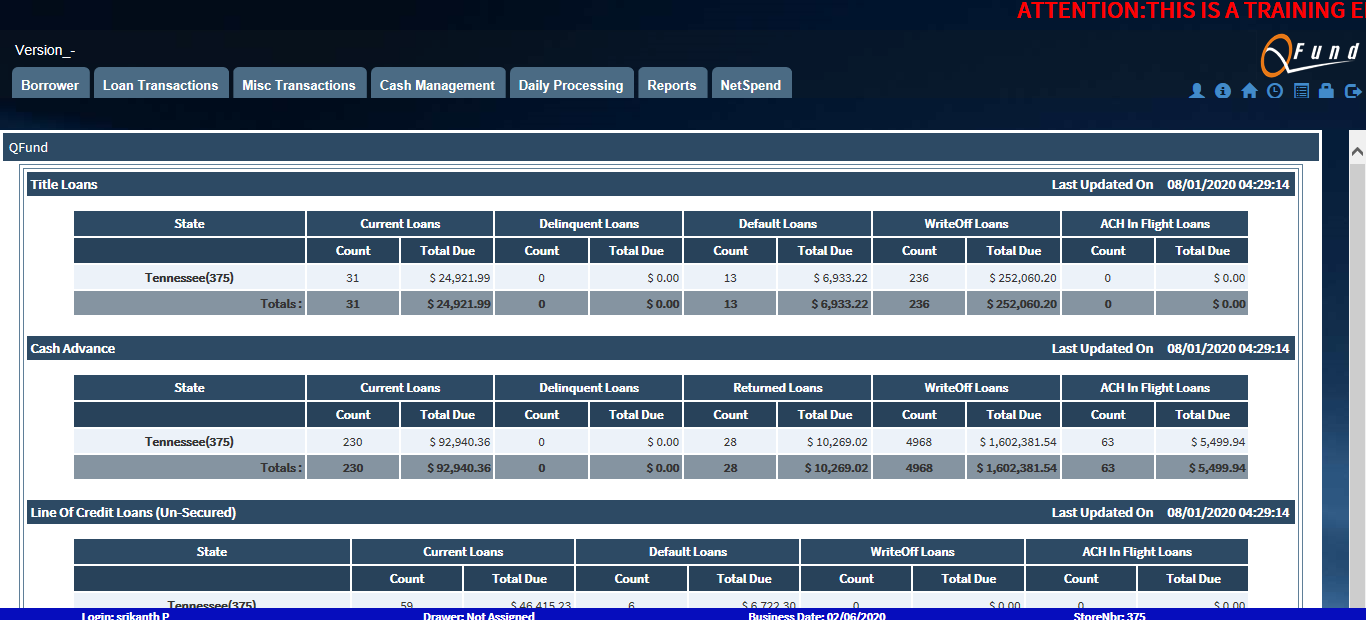 ATTENTION:THIS IS A TRAINING E
Version_-
QFund
Borrower Loan Transactions Misc Transactions Cash Management Daily Processing Reports NetSpend
QFund
Title Loans Last Updated On 08/01/2020 04:29:14
State Current Loans Delinquent Loans Default Loans WriteOff Loans ACH In Flight Loans
Count Total Due Count Total Due Count Total Due Count Total Due Count Total Due
Tennessee(375) 31 $ 24,921.99 0 $ 0.00 13 $ 6,933.22 236 $ 252,060.20 0 $ 0.00
Totals : 31 $ 24,921.99 0 $ 0.00 13 $ 6,933.22 236 $ 252,060.20 0 $ 0.00
Cash Advance Last Updated On 08/01/2020 04:29:14
State Current Loans Delinquent Loans Returned Loans WriteOff Loans ACH In Flight Loans
Count Total Due Count Total Due Count Total Due Count Total Due Count Total Due
Tennessee(375) 230 $ 92,940.36 0 $ 0.00 28 $ 10,269.02 4968 $ 1,602,381.54 63 $ 5,499.94
Totals : 230 $ 92,940.36 0 $ 0.00 28 $ 10,269.02 4968 $ 1,602,381.54 63 $ 5,499.94
Line Of Credit Loans (Un-Secured) Last Updated On 08/01/2020 04:29:14
State Current Loans Default Loans WriteOff Loans ACH In Flight Loans
Count Total Due Count Total Due Count Total Due Count Total Due
Tennessee(375) 59 $ 46,415.23 6 $ 6,722.30 0 $ 0.00 0 $ 0.00
Login: srikanth P Drawer: Not Assigned Business Date: 02/06/2020 StoreNbr: 375